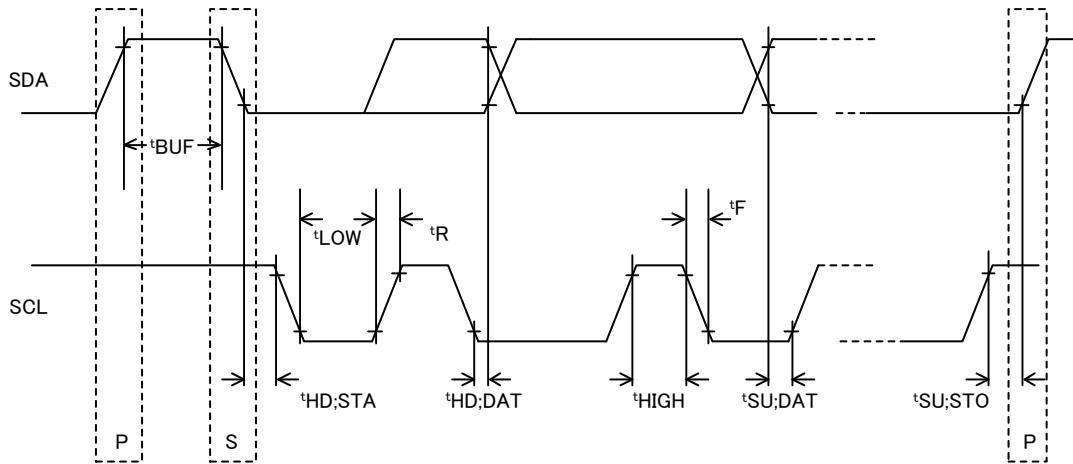 SDA
tBUF
tLOW
tR
tF
SCL
tHD;STA
tHD;DAT
tHIGH
tSU;DAT
tSU;STO
P
S
P